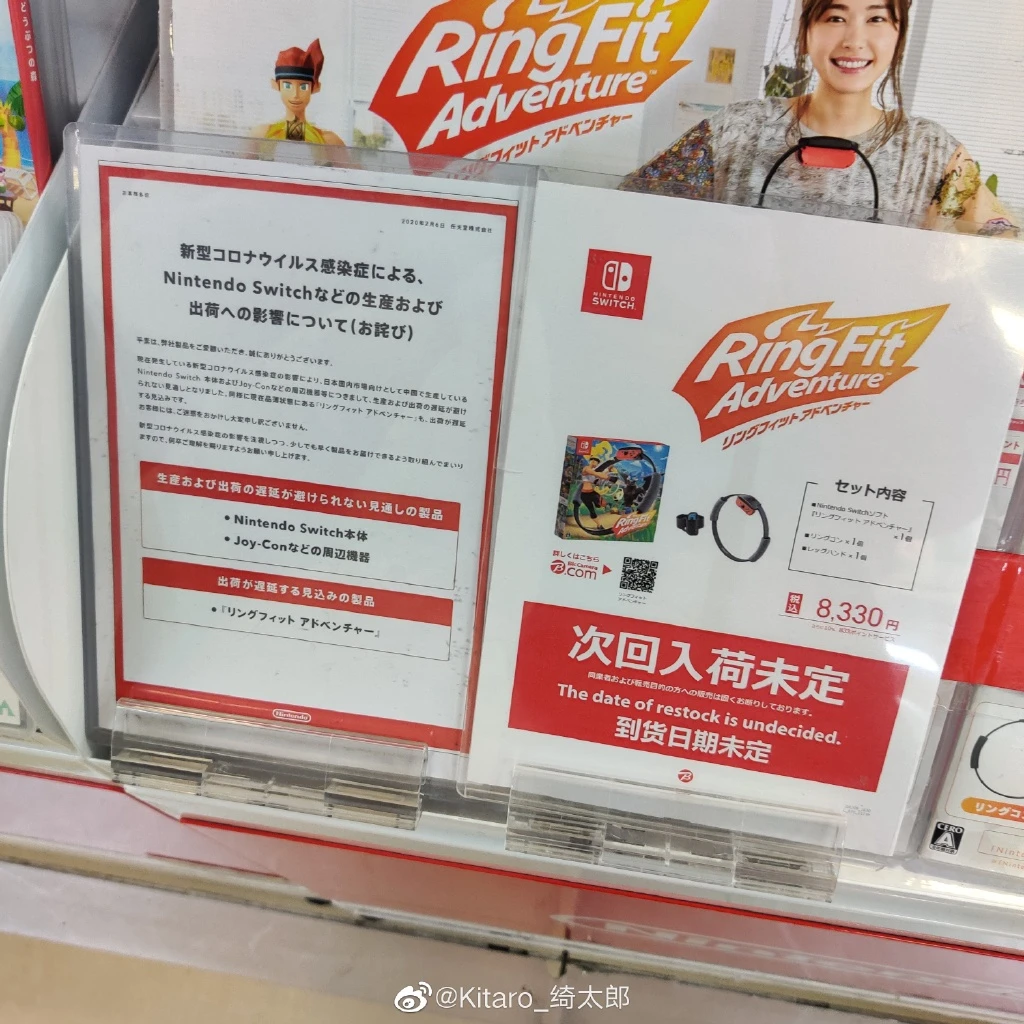 どうぶつの森
RingFit
Adventure™
リングフィット アドベンチャー
2020年2月6日 任天堂株式会社
新型コロナウイルス感染症による、
Nintendo Switchなどの生産および
出荷への影響について(お詫び)
平素は、弊社製品をご愛顧いただき、誠にありがとうございます。
現在発生している新型コロナウイルス感染症の影響により、日本国内市場向けとして中国で生産している
Nintendo Switch 本体およびJoy-Conなどの周辺機器等につきまして、生産および出荷の遅延が避け
られない見通しとなりました。同様に現在品薄状態にある『リングフィット アドベンチャー』も、出荷が遅延
する見込みです。
お客様には、ご迷惑をおかけし大変申し訳ございません。
新型コロナウイルス感染症の影響を注視しつつ、少しでも早く製品をお届けできるよう取り組んでまいり
ますので、何卒ご理解を賜りますようお願い申し上げます。
生産および出荷の遅延が避けられない見通しの製品
•Nintendo Switch本体
•Joy-Conなどの周辺機器
出荷が遅延する見込みの製品
•『リングフィット アドベンチャー』
Nintendo
NINTENDO
SWITCH
RingFit
Adventure™
リングフィット アドベンチャー
RingFit
Adventure
セット内容
■Nintendo Switchソフト
『リングフィット アドベンチャー』
×1個
■リングコン×1個
■レッグバンド×1個
詳しくはこちら
Bic Camera
B.com
リングフィット
アドベンチャー
税込 8,330円
次回入荷未定
同業者および転売目的の方への販売は固くお断りしております。
The date of restock is undecided.
到货日期未定
B
リングコン
CERO
A
@Kitaro_绮太郎